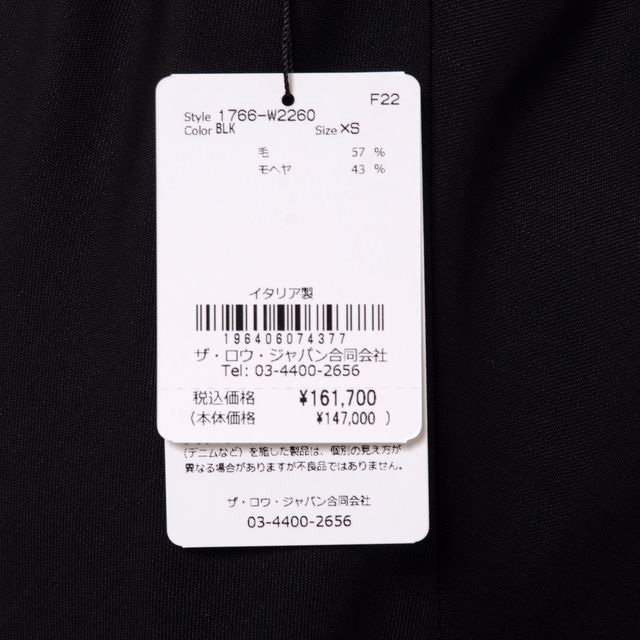 F22
Style 1766-W2260
Color BLK Size XS
毛 57 %
モヘヤ 43 %
イタリア製
196406074377
ザ・ロウ・ジャパン合同会社
Tel: 03-4400-2656
税込価格 ¥161,700
(本体価格 ¥147,000 )
(デニムなど)を施した製品は、個別の見え方が
異なる場合がありますが不良品ではありません。
ザ・ロウ・ジャパン合同会社
03-4400-2656